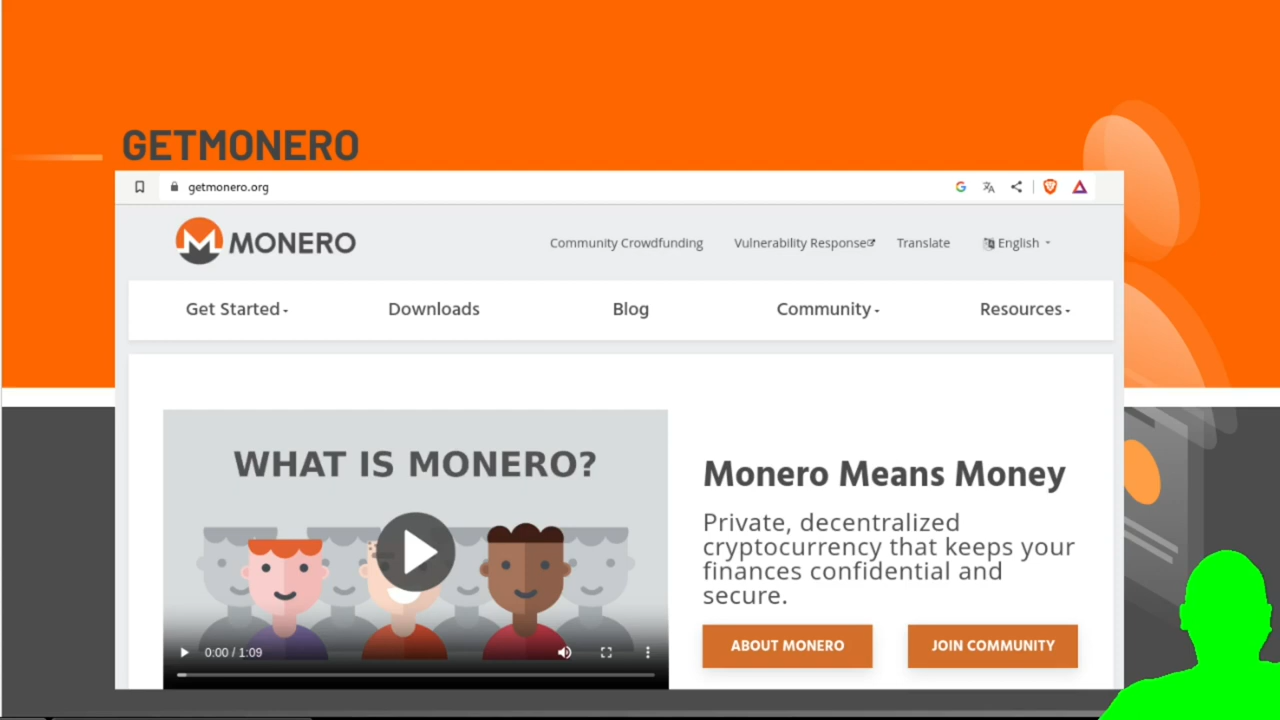 GETMONERO
getmonero.org
MONERO
Community Crowdfunding Vulnerability Response Translate English
Get Started Downloads Blog Community Resources
WHAT IS MONERO?
0:00 / 1:09
Monero Means Money
Private, decentralized
cryptocurrency that keeps your
finances confidential and
secure.
ABOUT MONERO JOIN COMMUNITY